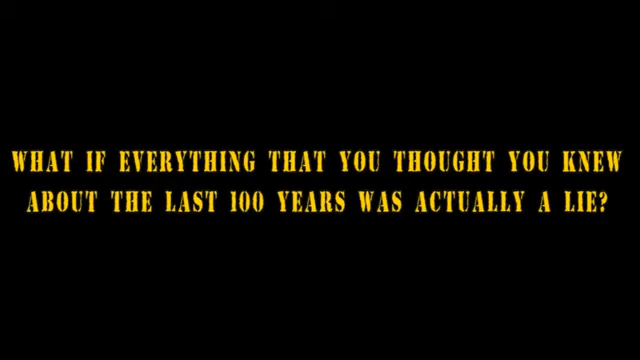 WHAT IF EVERYTHING THAT YOU THOUGHT YOU KNEW
ABOUT THE LAST 100 YEARS WAS ACTUALLY A LIE?